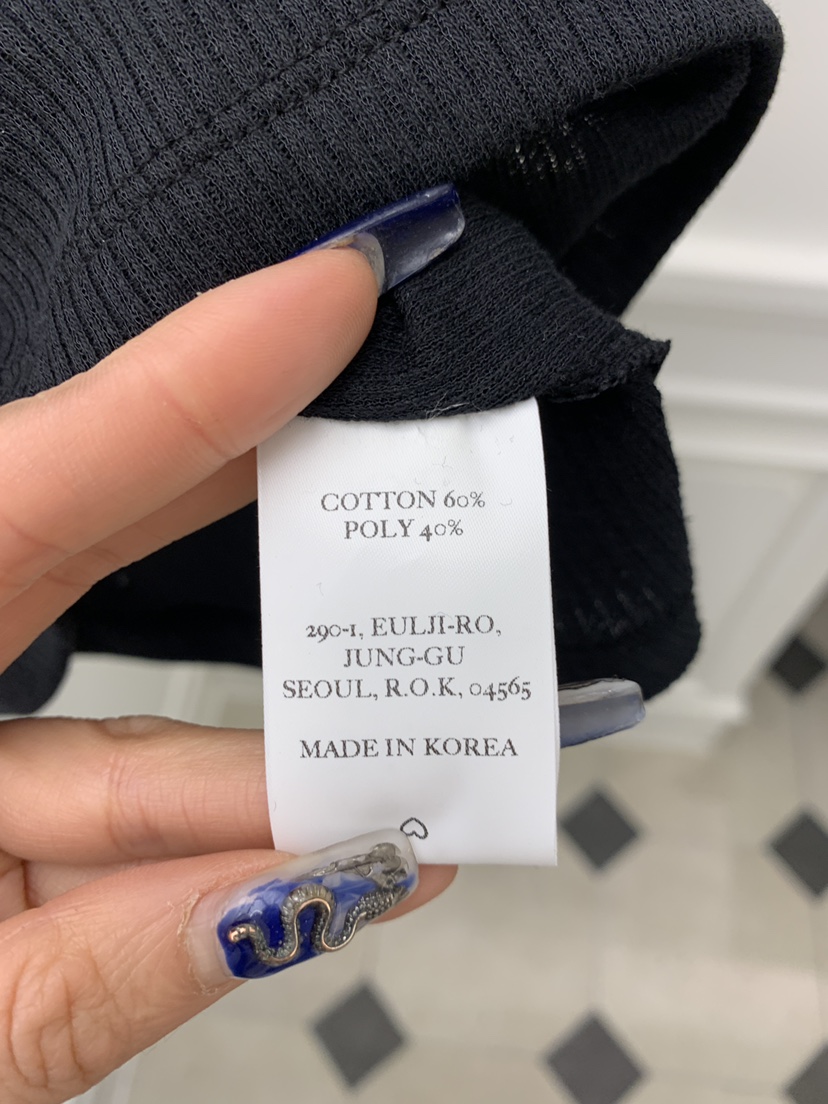 COTTON 60%
POLY 40%
290-1, EULJI-RO,
JUNG-GU
SEOUL, R.O.K, 04565
MADE IN KOREA